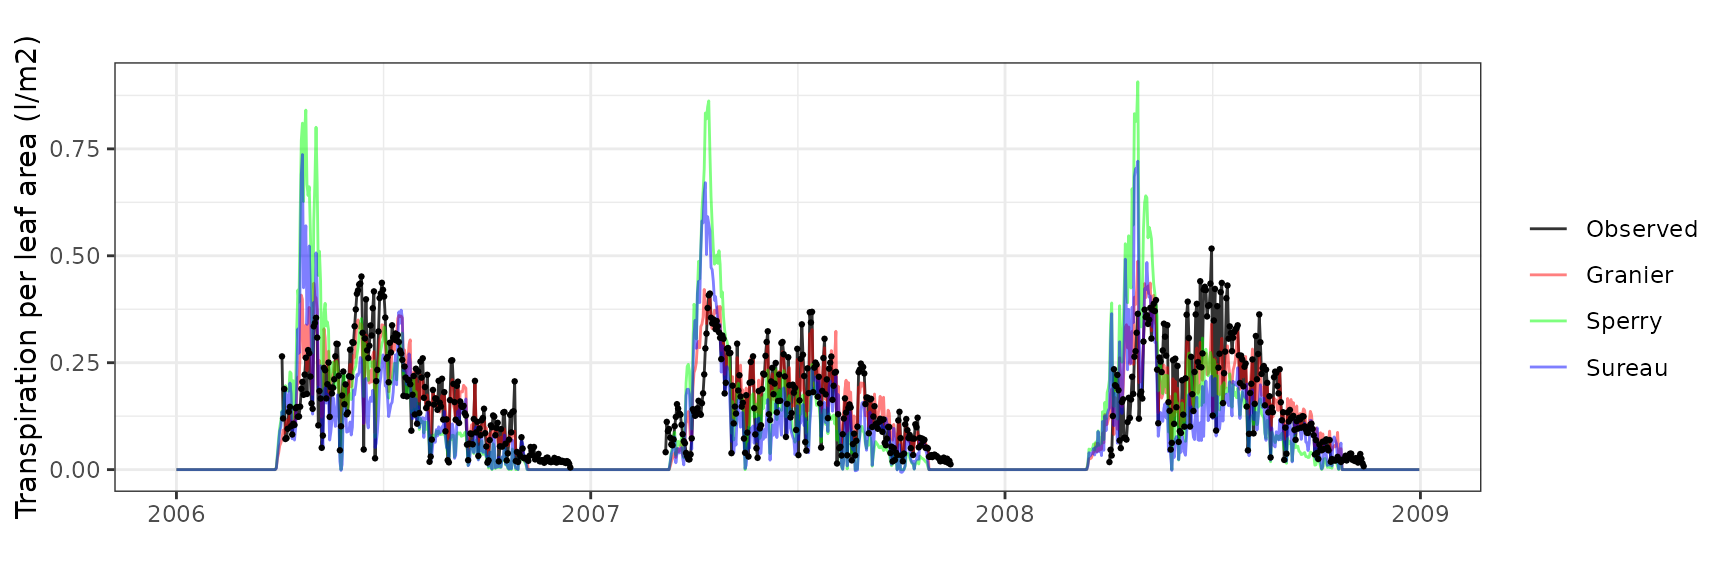 Transpiration per leaf area (l/m2)
0.75
0.50
0.25
0.00
2006 2007 2008 2009
Observed
Granier
Sperry
Sureau